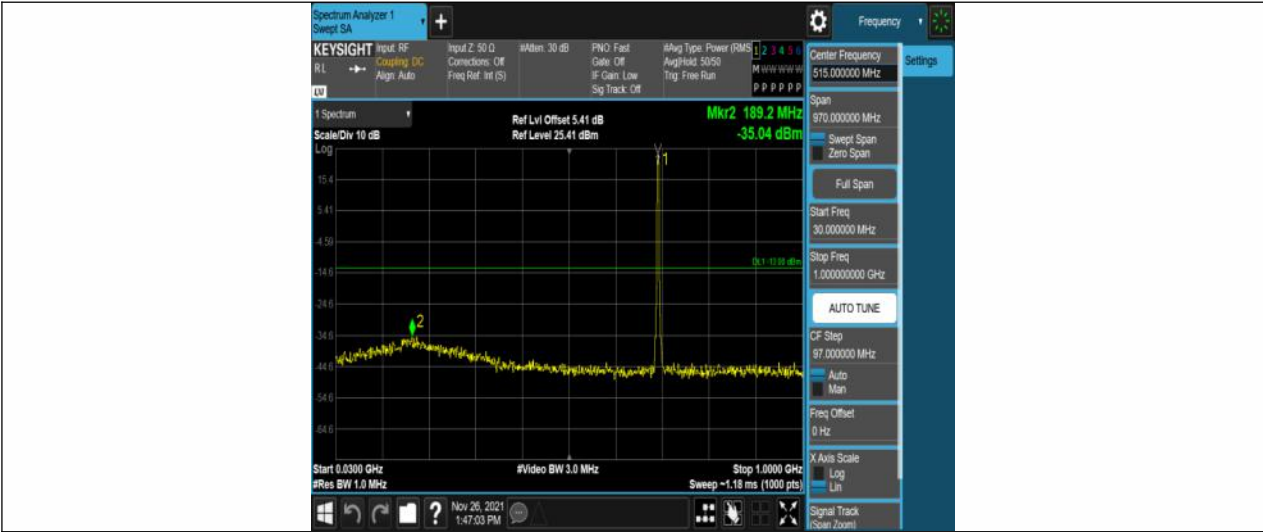 Spectrum Analyzer 1
Swept SA
+
Frequency
KEYSIGHT
Input: RF
Coupling: DC
Align: Auto
Input Z: 50 Ω
Corrections: Off
Freq Ref: Int (S)
#Atten: 30 dB
PNO: Fast
Gate: Off
IF Gain: Low
Sig Track: Off
#Avg Type: Power (RMS
Avg|Hold: 50/50
Trig: Free Run
1 2 3 4 5 6
M W W W W W
P P P P P P
R L
LV
Center Frequency
515.000000 MHz
Settings
Span
970.000000 MHz
Swept Span
Zero Span
Full Span
Start Freq
30.000000 MHz
Stop Freq
1.000000000 GHz
AUTO TUNE
CF Step
97.000000 MHz
Auto
Man
Freq Offset
0 Hz
X Axis Scale
Log
Lin
Signal Track
(Span Zoom)
1 Spectrum
Scale/Div 10 dB
Log
Ref Lvl Offset 5.41 dB
Ref Level 25.41 dBm
Mkr2 189.2 MHz
-35.04 dBm
1
15.4
5.41
-4.59
DL1 -13.00 dBm
-14.6
-24.6
2
-34.6
-44.6
-54.6
-64.6
Start 0.0300 GHz
#Video BW 3.0 MHz
Stop 1.0000 GHz
#Res BW 1.0 MHz
Sweep ~1.18 ms (1000 pts)
?
Nov 26, 2021
1:47:03 PM